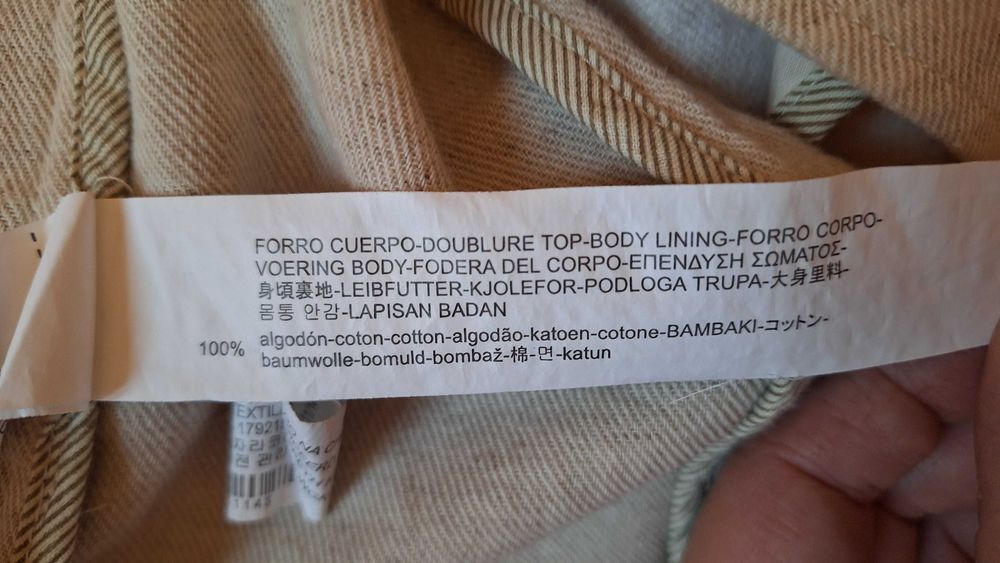 FORRO CUERPO-DOUBLURE TOP-BODY LINING-FORRO CORPO-
VOERING BODY-FODERA DEL CORPO-ΕΠΕΝΔΥΣΗ ΣΩΜΑΤΟΣ-
身頃裏地-LEIBFUTTER-KJOLEFOR-PODLOGA TRUPA-大身里料-
몸통 안감-LAPISAN BADAN
100% algodón-coton-cotton-algodão-katoen-cotone-BAMBAKI-コットン-
baumwolle-bomuld-bombaž-棉-면-katun